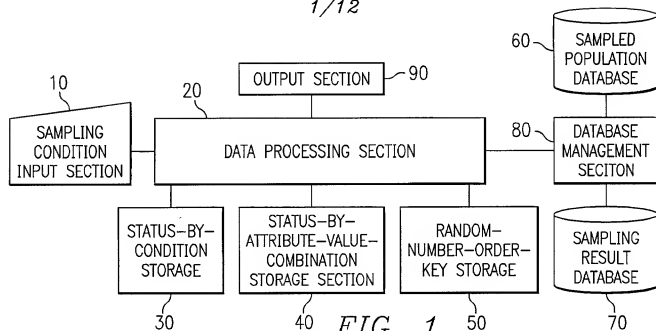 1/12
60
SAMPLED
POPULATION
DATABASE
OUTPUT SECTION
90
10
20
SAMPLING
CONDITION
INPUT SECTION
DATA PROCESSING SECTION
80
DATABASE
MANAGEMENT
SECITON
STATUS-BY-
CONDITION
STORAGE
STATUS-BY-
ATTRIBUTE-VALUE-
COMBINATION
STORAGE SECTION
RANDOM-
NUMBER-ORDER-
KEY STORAGE
SAMPLING
RESULT
DATABASE
30
40
50
70
FIG. 1